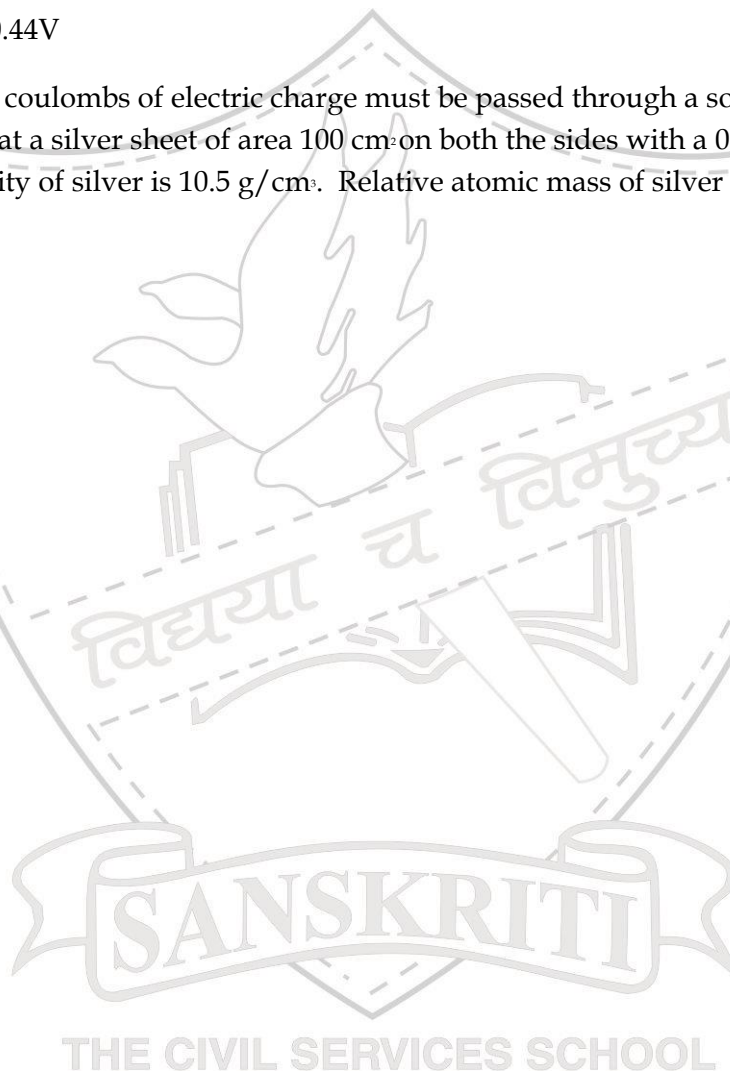 .44V
coulombs of electric charge must be passed through a so
at a silver sheet of area 100 cm² on both the sides with a 0
ity of silver is 10.5 g/cm³. Relative atomic mass of silver
विद्यया च विमुच्य
SANSKRITI
THE CIVIL SERVICES SCHOOL